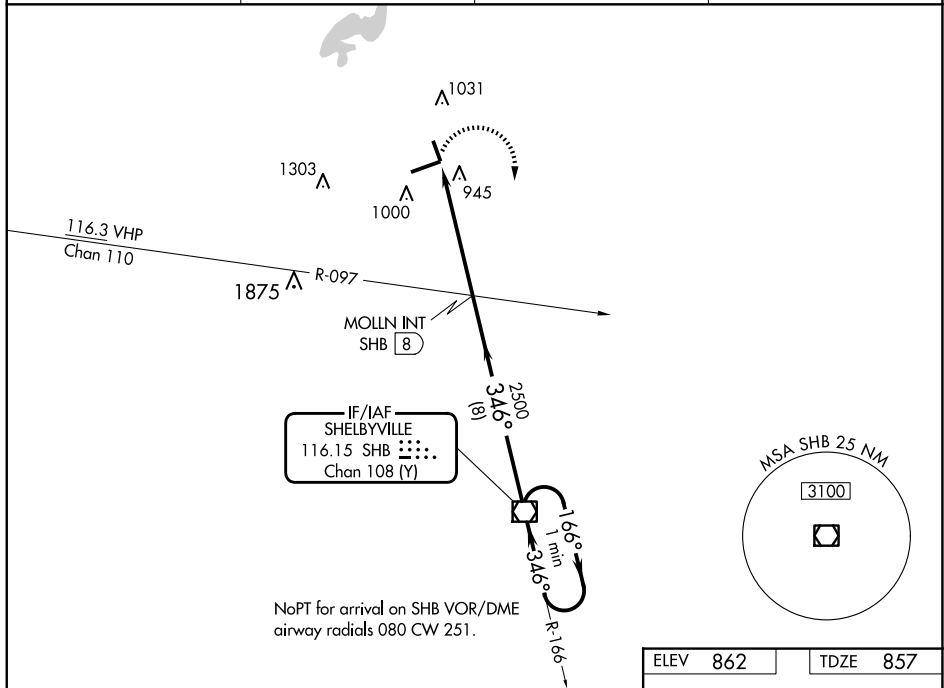 1031
1303
945
1000
116.3 VHP
Chan 110
R-097
1875
MOLLN INT
SHB 8
2500
346°
(8)
IF/IAF
SHELBYVILLE
116.15 SHB
Chan 108 (Y)
MSA SHB 25 NM
3100
166°
1 min
346°
NoPT for arrival on SHB VOR/DME
airway radials 080 CW 251.
R-166
ELEV 862
TDZE 857